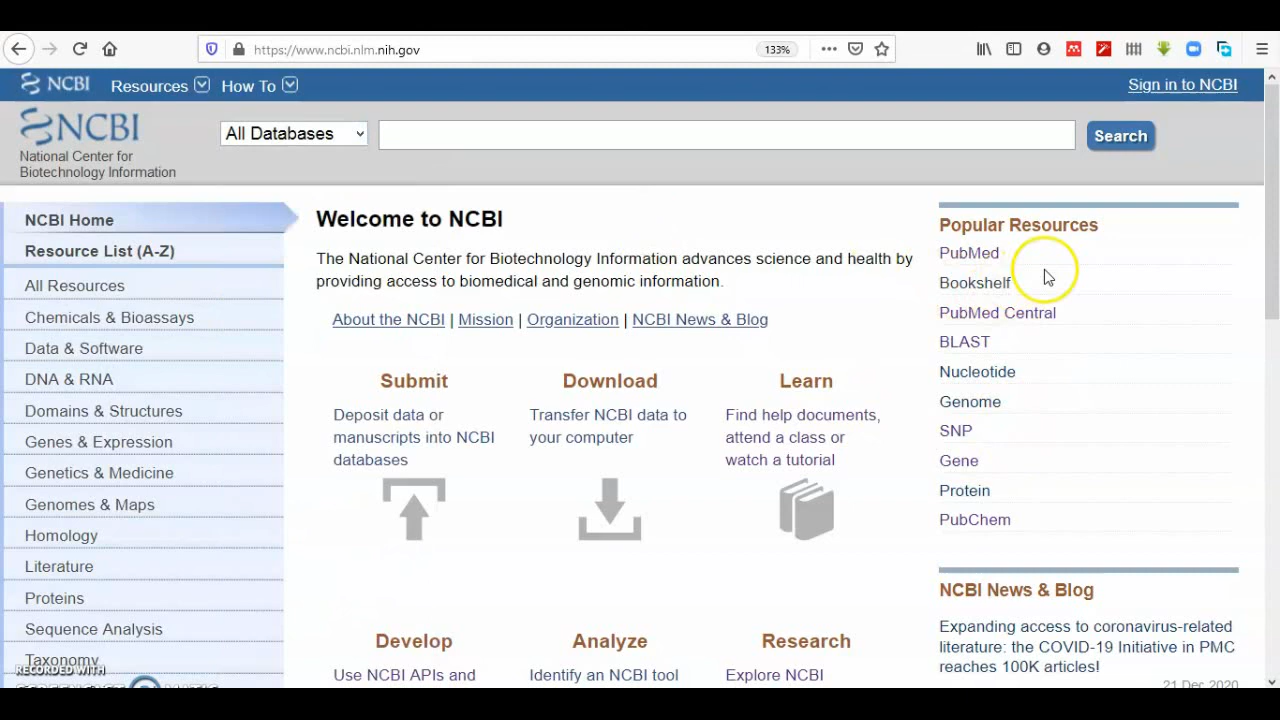 https://www.ncbi.nlm.nih.gov
133%
NCBI Resources How To Sign in to NCBI
NCBI All Databases Search
National Center for
Biotechnology Information
NCBI Home
Resource List (A-Z)
All Resources
Chemicals & Bioassays
Data & Software
DNA & RNA
Domains & Structures
Genes & Expression
Genetics & Medicine
Genomes & Maps
Homology
Literature
Proteins
Sequence Analysis
Taxonomy
RECORDED WITH
Welcome to NCBI
The National Center for Biotechnology Information advances science and health by
providing access to biomedical and genomic information.
About the NCBI | Mission | Organization | NCBI News & Blog
Submit
Deposit data or
manuscripts into NCBI
databases
Download
Transfer NCBI data to
your computer
Learn
Find help documents,
attend a class or
watch a tutorial
Develop
Use NCBI APIs and
Analyze
Identify an NCBI tool
Research
Explore NCBI
Popular Resources
PubMed
Bookshelf
PubMed Central
BLAST
Nucleotide
Genome
SNP
Gene
Protein
PubChem
NCBI News & Blog
Expanding access to coronavirus-related
literature: the COVID-19 Initiative in PMC
reaches 100K articles!
21 Dec 2020